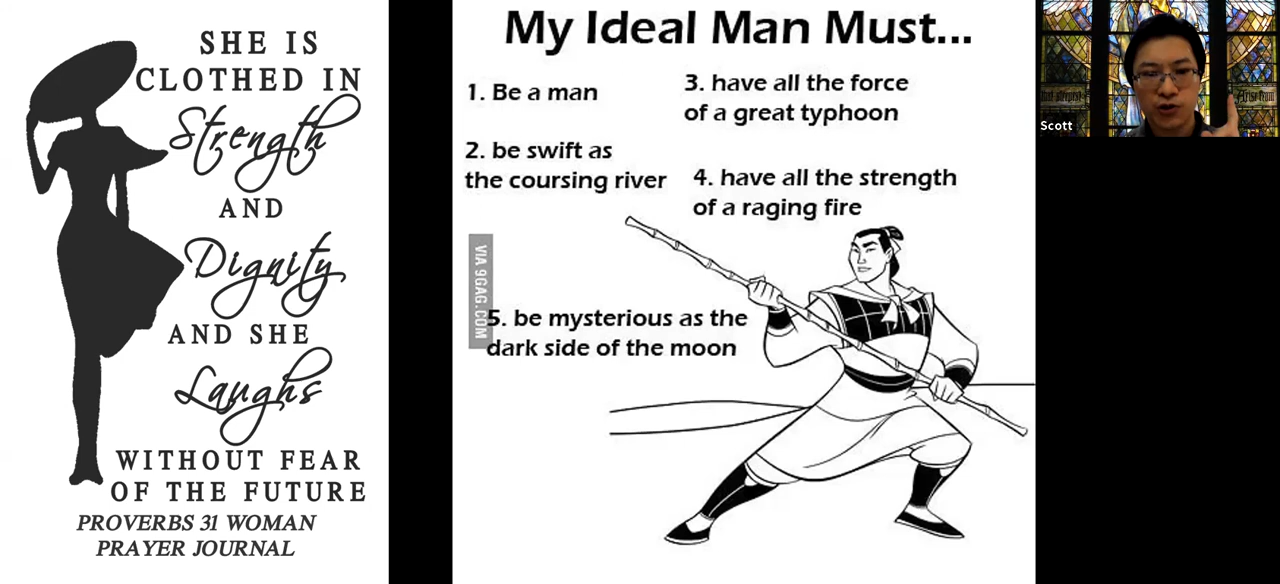 SHE IS
CLOTHED IN
Strength
AND
Dignity
AND SHE
Laughs
WITHOUT FEAR
OF THE FUTURE
PROVERBS 31 WOMAN
PRAYER JOURNAL
My Ideal Man Must...
1. Be a man
2. be swift as
the coursing river
3. have all the force
of a great typhoon
4. have all the strength
of a raging fire
VIA 9GAG.COM
5. be mysterious as the
dark side of the moon
Scott